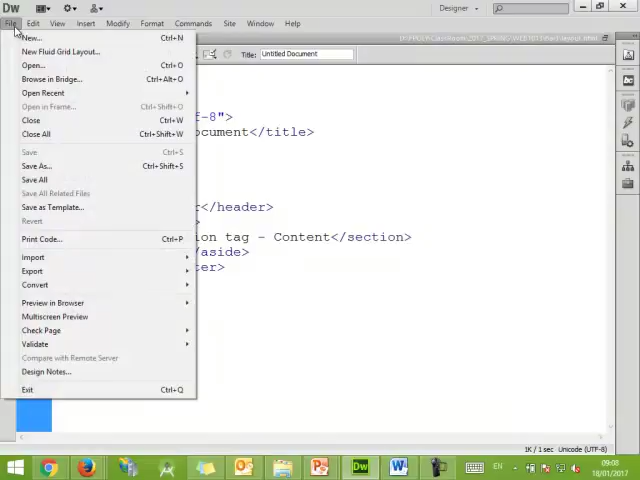 Dw
Designer
File Edit View Insert Modify Format Commands Site Window Help
New... Ctrl+N
New Fluid Grid Layout...
Title: Untitled Document
Open... Ctrl+O
Browse in Bridge... Ctrl+Alt+O
Open Recent
Open in Frame... Ctrl+Shift+O
Close Ctrl+W
f-8">
Close All Ctrl+Shift+W
ocument</title>
Save Ctrl+S
Save As... Ctrl+Shift+S
Save All
Save All Related Files
Save as Template...
r</header>
Revert
>
Print Code... Ctrl+P
ion tag - Content</section>
</aside>
Import
ter>
Export
Convert
Preview in Browser
Multiscreen Preview
Check Page
Validate
Compare with Remote Server
Design Notes...
Exit Ctrl+Q
1K / 1 sec Unicode (UTF-8)
Dw
EN
09:08
18/01/2017